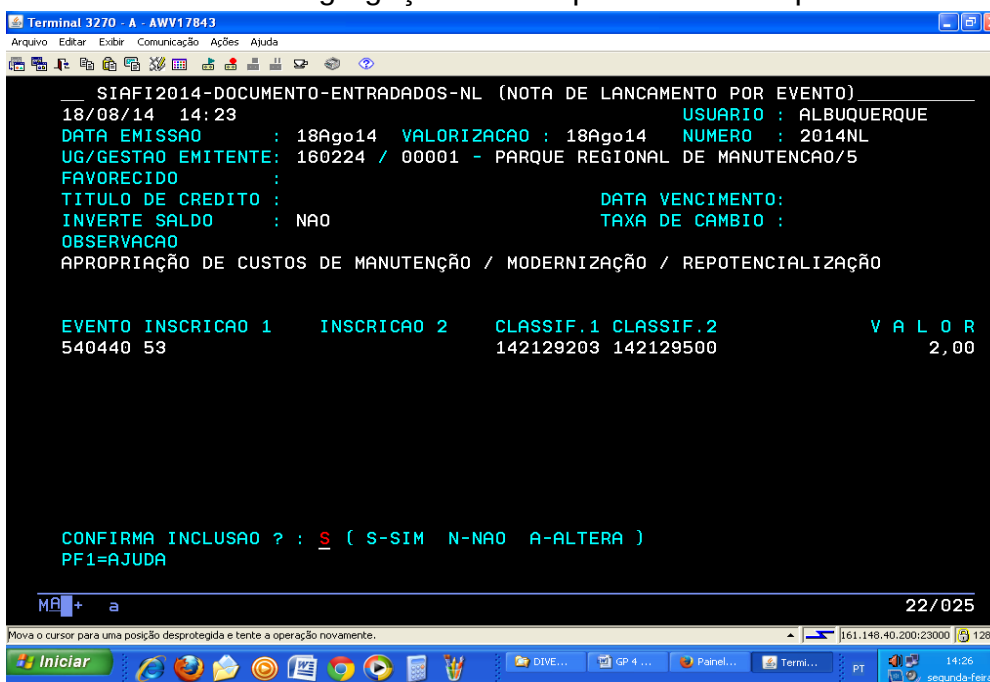 Terminal 3270 - A - AWV17843
Arquivo Editar Exibir Comunicação Ações Ajuda
__ SIAFI2014-DOCUMENTO-ENTRADADOS-NL (NOTA DE LANCAMENTO POR EVENTO)__________
18/08/14 14:23 USUARIO : ALBUQUERQUE
DATA EMISSAO : 18Ago14 VALORIZACAO : 18Ago14 NUMERO : 2014NL
UG/GESTAO EMITENTE: 160224 / 00001 - PARQUE REGIONAL DE MANUTENCAO/5
FAVORECIDO :
TITULO DE CREDITO : DATA VENCIMENTO:
INVERTE SALDO : NAO TAXA DE CAMBIO :
OBSERVACAO
APROPRIAçãO DE CUSTOS DE MANUTENçãO / MODERNIZAçãO / REPOTENCIALIZAçãO
EVENTO INSCRICAO 1 INSCRICAO 2 CLASSIF.1 CLASSIF.2 V A L O R
540440 53 142129203 142129500 2,00
CONFIRMA INCLUSAO ? : S ( S-SIM N-NAO A-ALTERA )
PF1=AJUDA
MA + a 22/025
Mova o cursor para uma posição desprotegida e tente a operação novamente. 161.148.40.200:23000 128
Iniciar DIVE... GP 4 ... Painel... Termi... PT 14:26
segunda-feira